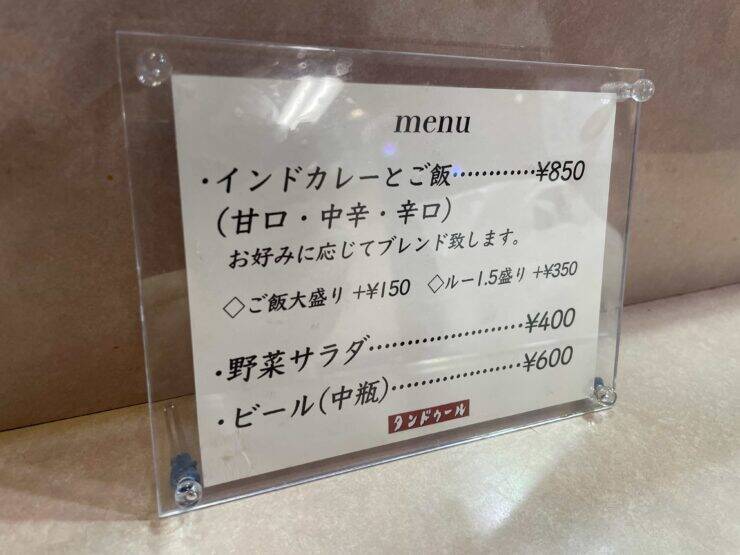 menu
・インドカレーとご飯…………¥850
(甘口・中辛・辛口)
お好みに応じてブレンド致します。
◇ご飯大盛り +¥150 ◇ルー1.5盛り +¥350
・野菜サラダ………………¥400
・ビール(中瓶)………………¥600
タンドゥール